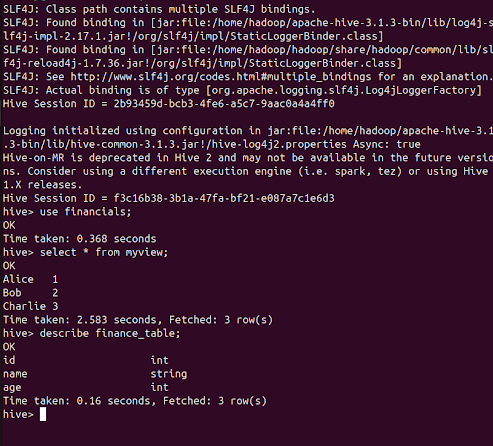 SLF4J: Class path contains multiple SLF4J bindings.
SLF4J: Found binding in [jar:file:/home/hadoop/apache-hive-3.1.3-bin/lib/log4j-s
lf4j-impl-2.17.1.jar!/org/slf4j/impl/StaticLoggerBinder.class]
SLF4J: Found binding in [jar:file:/home/hadoop/hadoop/share/hadoop/common/lib/sl
f4j-reload4j-1.7.36.jar!/org/slf4j/impl/StaticLoggerBinder.class]
SLF4J: See http://www.slf4j.org/codes.html#multiple_bindings for an explanation.
SLF4J: Actual binding is of type [org.apache.logging.slf4j.Log4jLoggerFactory]
Hive Session ID = 2b93459d-bcb3-4fe6-a5c7-9aac0a4a4ff0
Logging initialized using configuration in jar:file:/home/hadoop/apache-hive-3.1
.3-bin/lib/hive-common-3.1.3.jar!/hive-log4j2.properties Async: true
Hive-on-MR is deprecated in Hive 2 and may not be available in the future versio
ns. Consider using a different execution engine (i.e. spark, tez) or using Hive
1.X releases.
Hive Session ID = f3c16b38-3b1a-47fa-bf21-e087a7c1e6d3
hive> use financials;
OK
Time taken: 0.368 seconds
hive> select * from myview;
OK
Alice 1
Bob 2
Charlie 3
Time taken: 2.583 seconds, Fetched: 3 row(s)
hive> describe finance_table;
OK
id int
name string
age int
Time taken: 0.16 seconds, Fetched: 3 row(s)
hive>